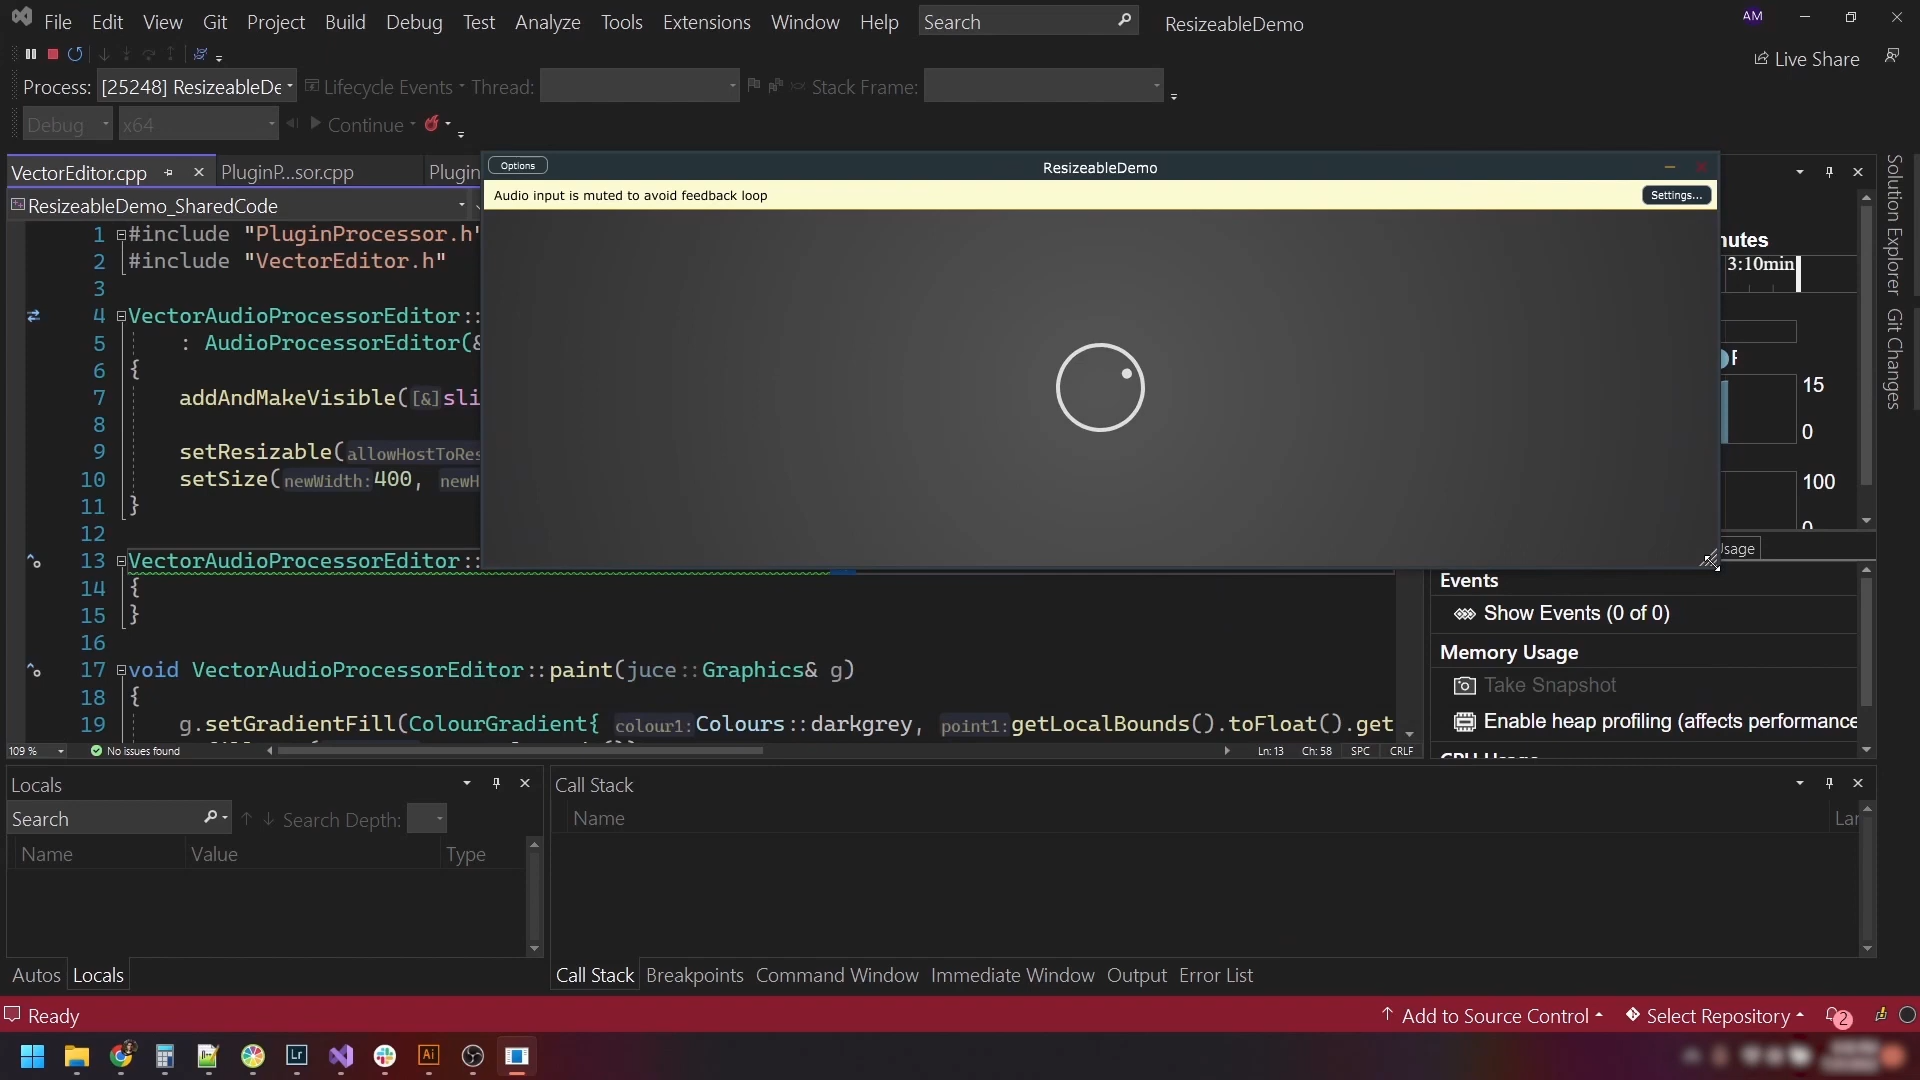 File Edit View Git Project Build Debug Test Analyze Tools Extensions Window Help Search ResizeableDemo AM
Live Share
Process: [25248] ResizeableDe Lifecycle Events Thread: Stack Frame:
Debug x64 Continue
VectorEditor.cpp PluginP...sor.cpp Plugin
ResizeableDemo_SharedCode
1 #include "PluginProcessor.h"
2 #include "VectorEditor.h"
3
4 VectorAudioProcessorEditor::
5 : AudioProcessorEditor(&
6 {
7 addAndMakeVisible([&]sli
8
9 setResizable(allowHostToRes
10 setSize(newWidth:400, newH
11 }
12
13 VectorAudioProcessorEditor::
14 {
15 }
16
17 void VectorAudioProcessorEditor::paint(juce::Graphics& g)
18 {
19 g.setGradientFill(ColourGradient{ colour1:Colours::darkgrey, point1:getLocalBounds().toFloat().get
109 % No issues found Ln: 13 Ch: 58 SPC CRLF
Options ResizeableDemo
Audio input is muted to avoid feedback loop Settings...
nutes
3:10min
15
0
100
0
Usage
Events
Show Events (0 of 0)
Memory Usage
Take Snapshot
Enable heap profiling (affects performance
Solution Explorer
Git Changes
Locals
Search Search Depth:
Name Value Type
Autos Locals
Call Stack
Name Lan
Call Stack Breakpoints Command Window Immediate Window Output Error List
Ready Add to Source Control Select Repository 2
Lr Ai